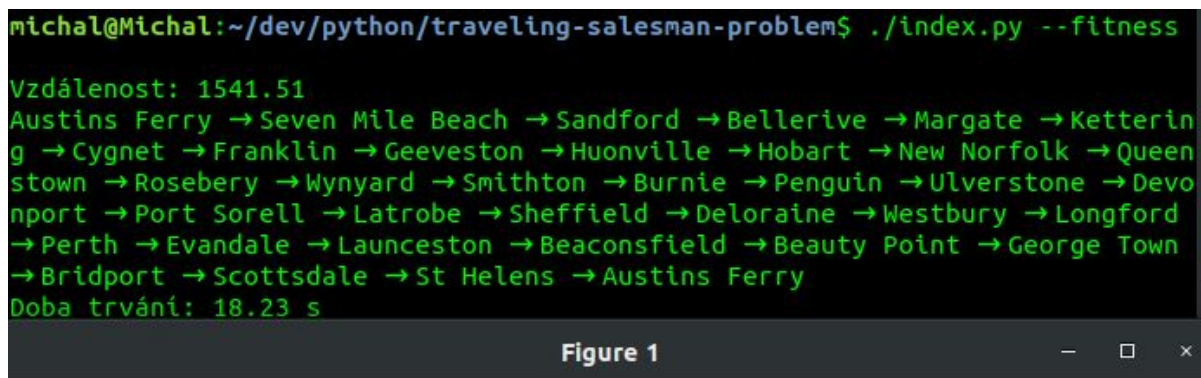 michal@Michal:~/dev/python/traveling-salesman-problem$ ./index.py --fitness
Vzdálenost: 1541.51
Austins Ferry →Seven Mile Beach →Sandford →Bellerive →Margate →Ketterin
g →Cygnet →Franklin →Geeveston →Huonville →Hobart →New Norfolk →Queen
stown →Rosebery →Wynyard →Smithton →Burnie →Penguin →Ulverstone →Devo
nport →Port Sorell →Latrobe →Sheffield →Deloraine →Westbury →Longford
→Perth →Evandale →Launceston →Beaconsfield →Beauty Point →George Town
→Bridport →Scottsdale →St Helens →Austins Ferry
Doba trvání: 18.23 s
Figure 1